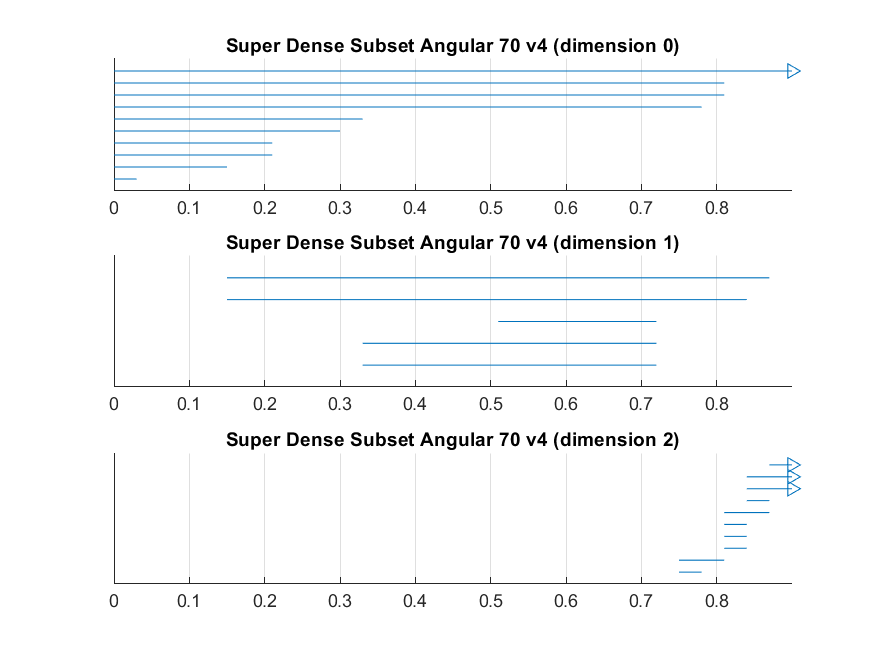 Super Dense Subset Angular 70 v4 (dimension 0)
0 0.1 0.2 0.3 0.4 0.5 0.6 0.7 0.8
Super Dense Subset Angular 70 v4 (dimension 1)
0 0.1 0.2 0.3 0.4 0.5 0.6 0.7 0.8
Super Dense Subset Angular 70 v4 (dimension 2)
0 0.1 0.2 0.3 0.4 0.5 0.6 0.7 0.8